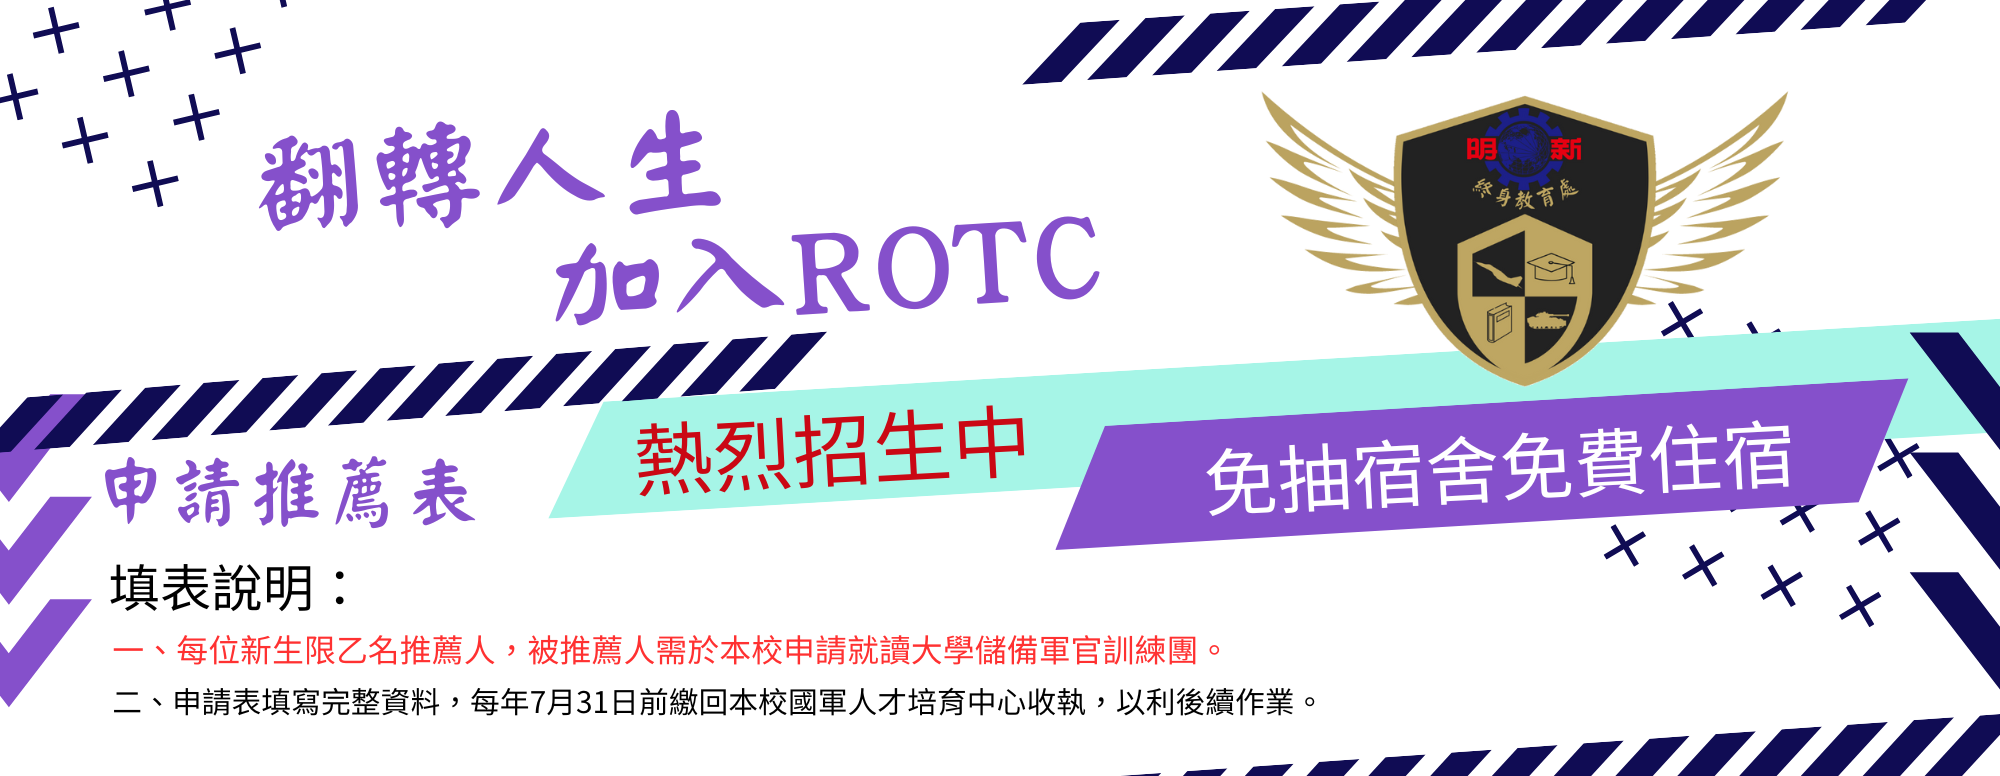 翻轉人生
加入ROTC
明新
終身教育處
熱烈招生中
免抽宿舍免費住宿
申請推薦表
填表說明：
一、每位新生限乙名推薦人，被推薦人需於本校申請就讀大學儲備軍官訓練團。
二、申請表填寫完整資料，每年7月31日前繳回本校國軍人才培育中心收執，以利後續作業。